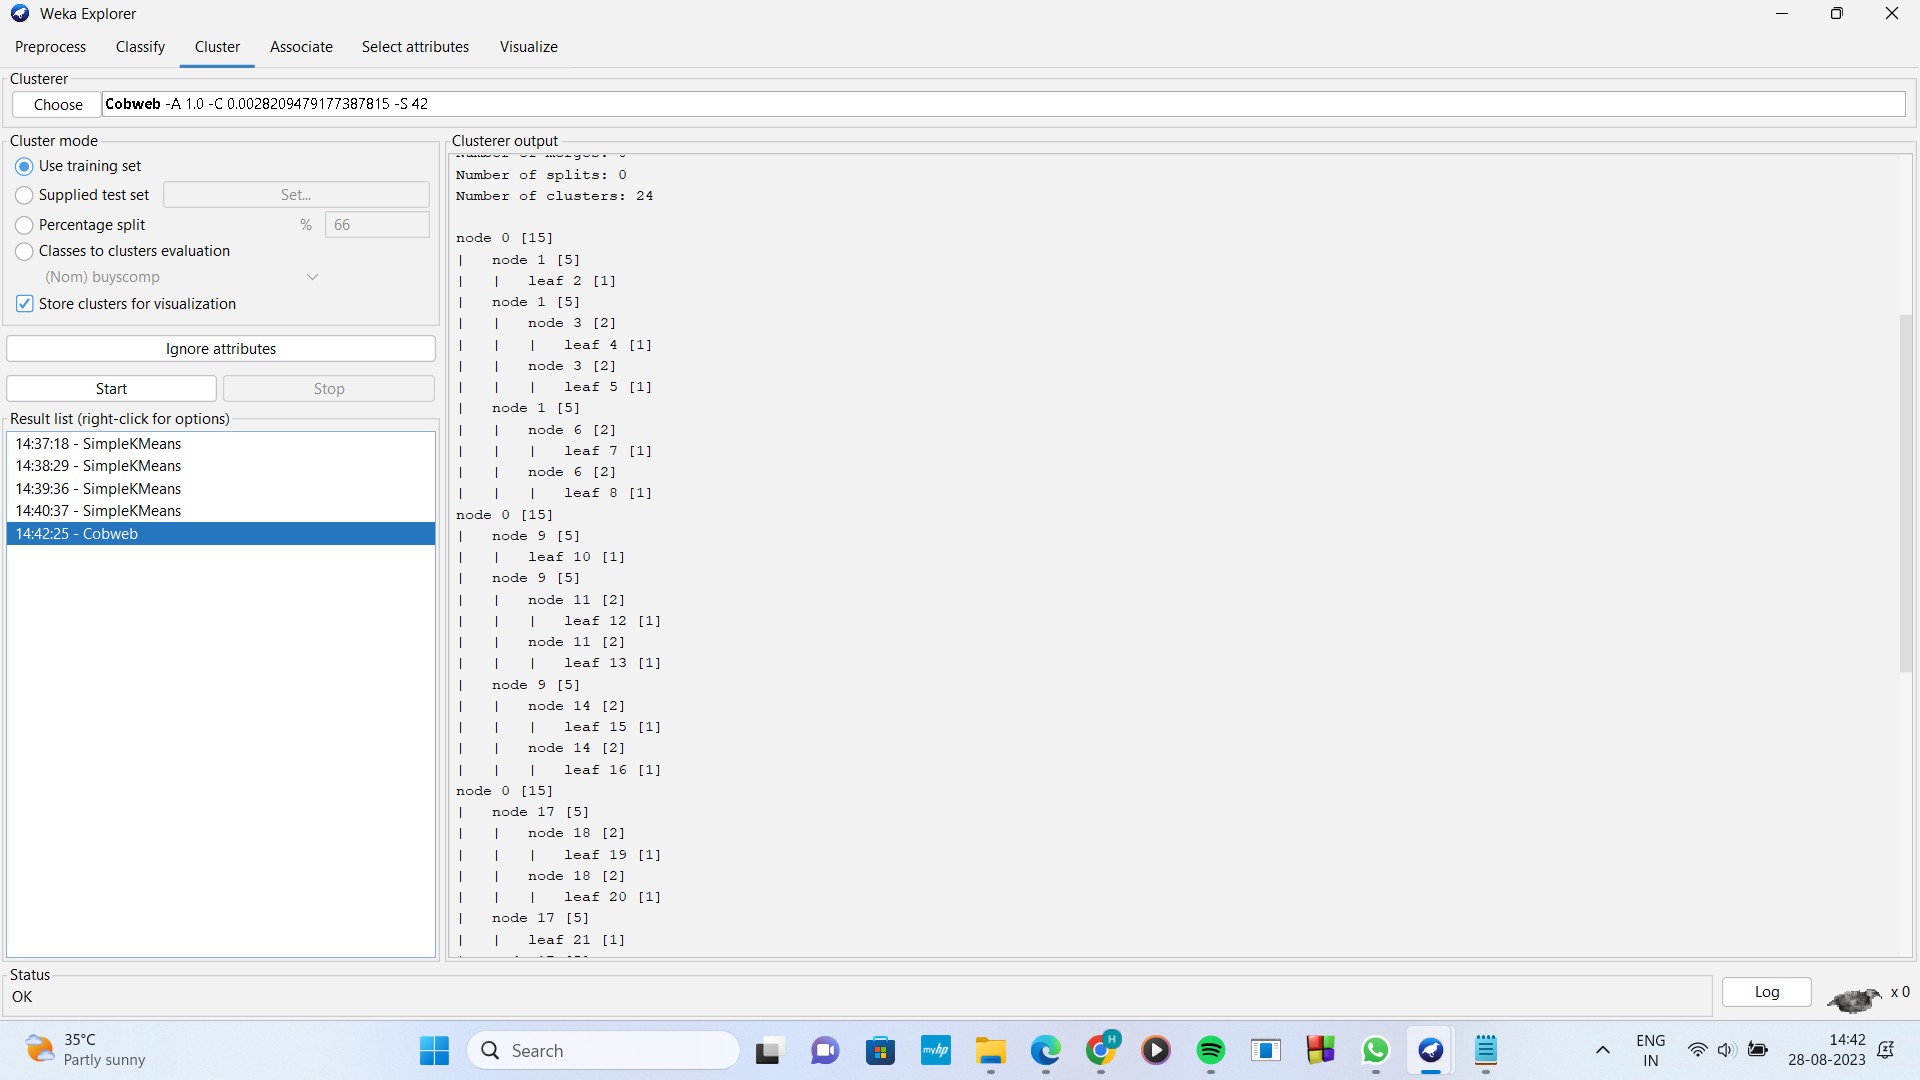 Weka Explorer
Preprocess Classify Cluster Associate Select attributes Visualize
Clusterer
Choose Cobweb -A 1.0 -C 0.0028209479177387815 -S 42
Cluster mode
Use training set
Supplied test set Set...
Percentage split % 66
Classes to clusters evaluation
(Nom) buyscomp
Store clusters for visualization
Ignore attributes
Start Stop
Result list (right-click for options)
14:37:18 - SimpleKMeans
14:38:29 - SimpleKMeans
14:39:36 - SimpleKMeans
14:40:37 - SimpleKMeans
14:42:25 - Cobweb
Clusterer output
Number of merges: 0
Number of splits: 0
Number of clusters: 24
node 0 [15]
| node 1 [5]
| | leaf 2 [1]
| node 1 [5]
| | node 3 [2]
| | | leaf 4 [1]
| | node 3 [2]
| | | leaf 5 [1]
| node 1 [5]
| | node 6 [2]
| | | leaf 7 [1]
| | node 6 [2]
| | | leaf 8 [1]
node 0 [15]
| node 9 [5]
| | leaf 10 [1]
| node 9 [5]
| | node 11 [2]
| | | leaf 12 [1]
| | node 11 [2]
| | | leaf 13 [1]
| node 9 [5]
| | node 14 [2]
| | | leaf 15 [1]
| | node 14 [2]
| | | leaf 16 [1]
node 0 [15]
| node 17 [5]
| | node 18 [2]
| | | leaf 19 [1]
| | node 18 [2]
| | | leaf 20 [1]
| node 17 [5]
| | leaf 21 [1]
Status
OK
Log x 0
35°C
Partly sunny
Search
myhp
H
ENG
IN
14:42
28-08-2023